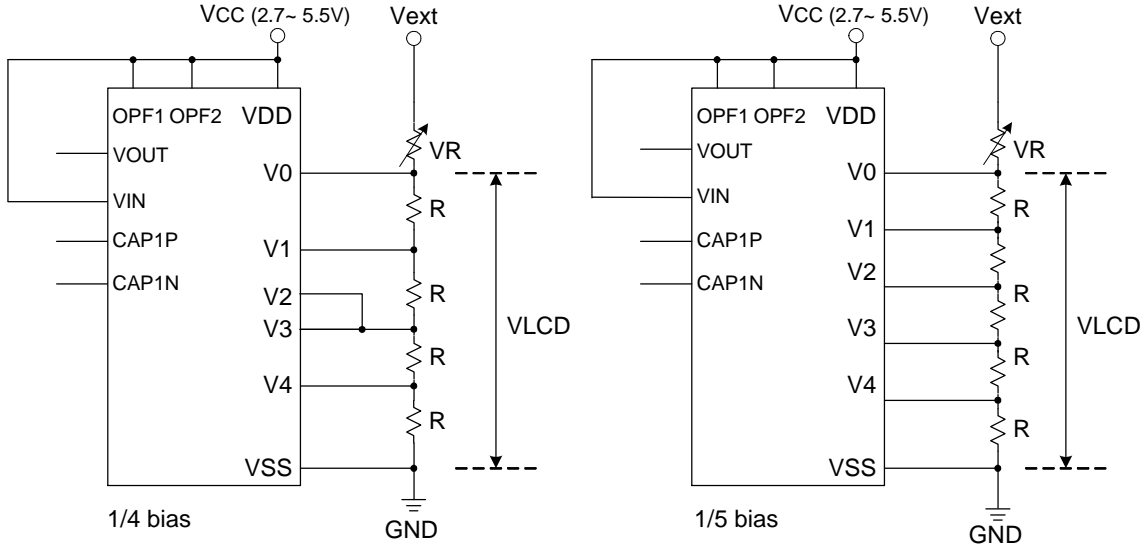 VCC (2.7~ 5.5V)
Vext
OPF1 OPF2 VDD
VOUT
VR
V0
VIN
R
CAP1P
V1
CAP1N
R
V2
VLCD
V3
R
V4
R
VSS
1/4 bias
GND
VCC (2.7~ 5.5V)
Vext
OPF1 OPF2 VDD
VOUT
VR
V0
VIN
R
V1
CAP1P
R
V2
CAP1N
R
VLCD
V3
R
V4
R
VSS
1/5 bias
GND